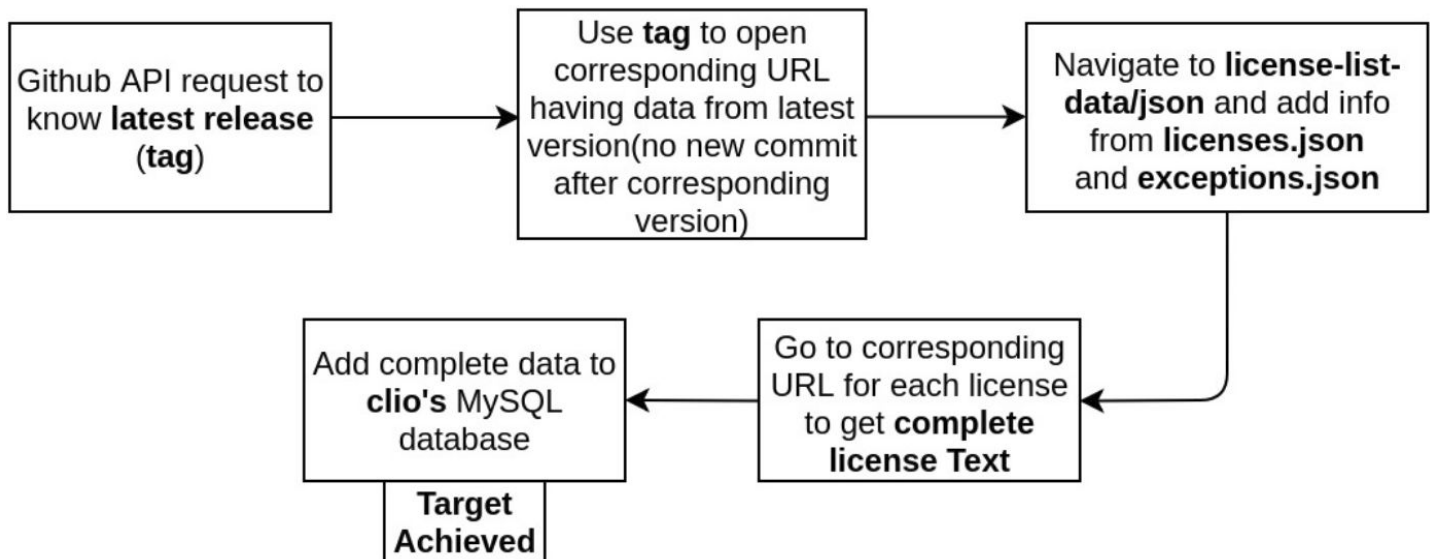 Github API request to
know latest release
(tag)
Use tag to open
corresponding URL
having data from latest
version(no new commit
after corresponding
version)
Navigate to license-list-
data/json and add info
from licenses.json
and exceptions.json
Go to corresponding
URL for each license
to get complete
license Text
Add complete data to
clio's MySQL
database
Target
Achieved